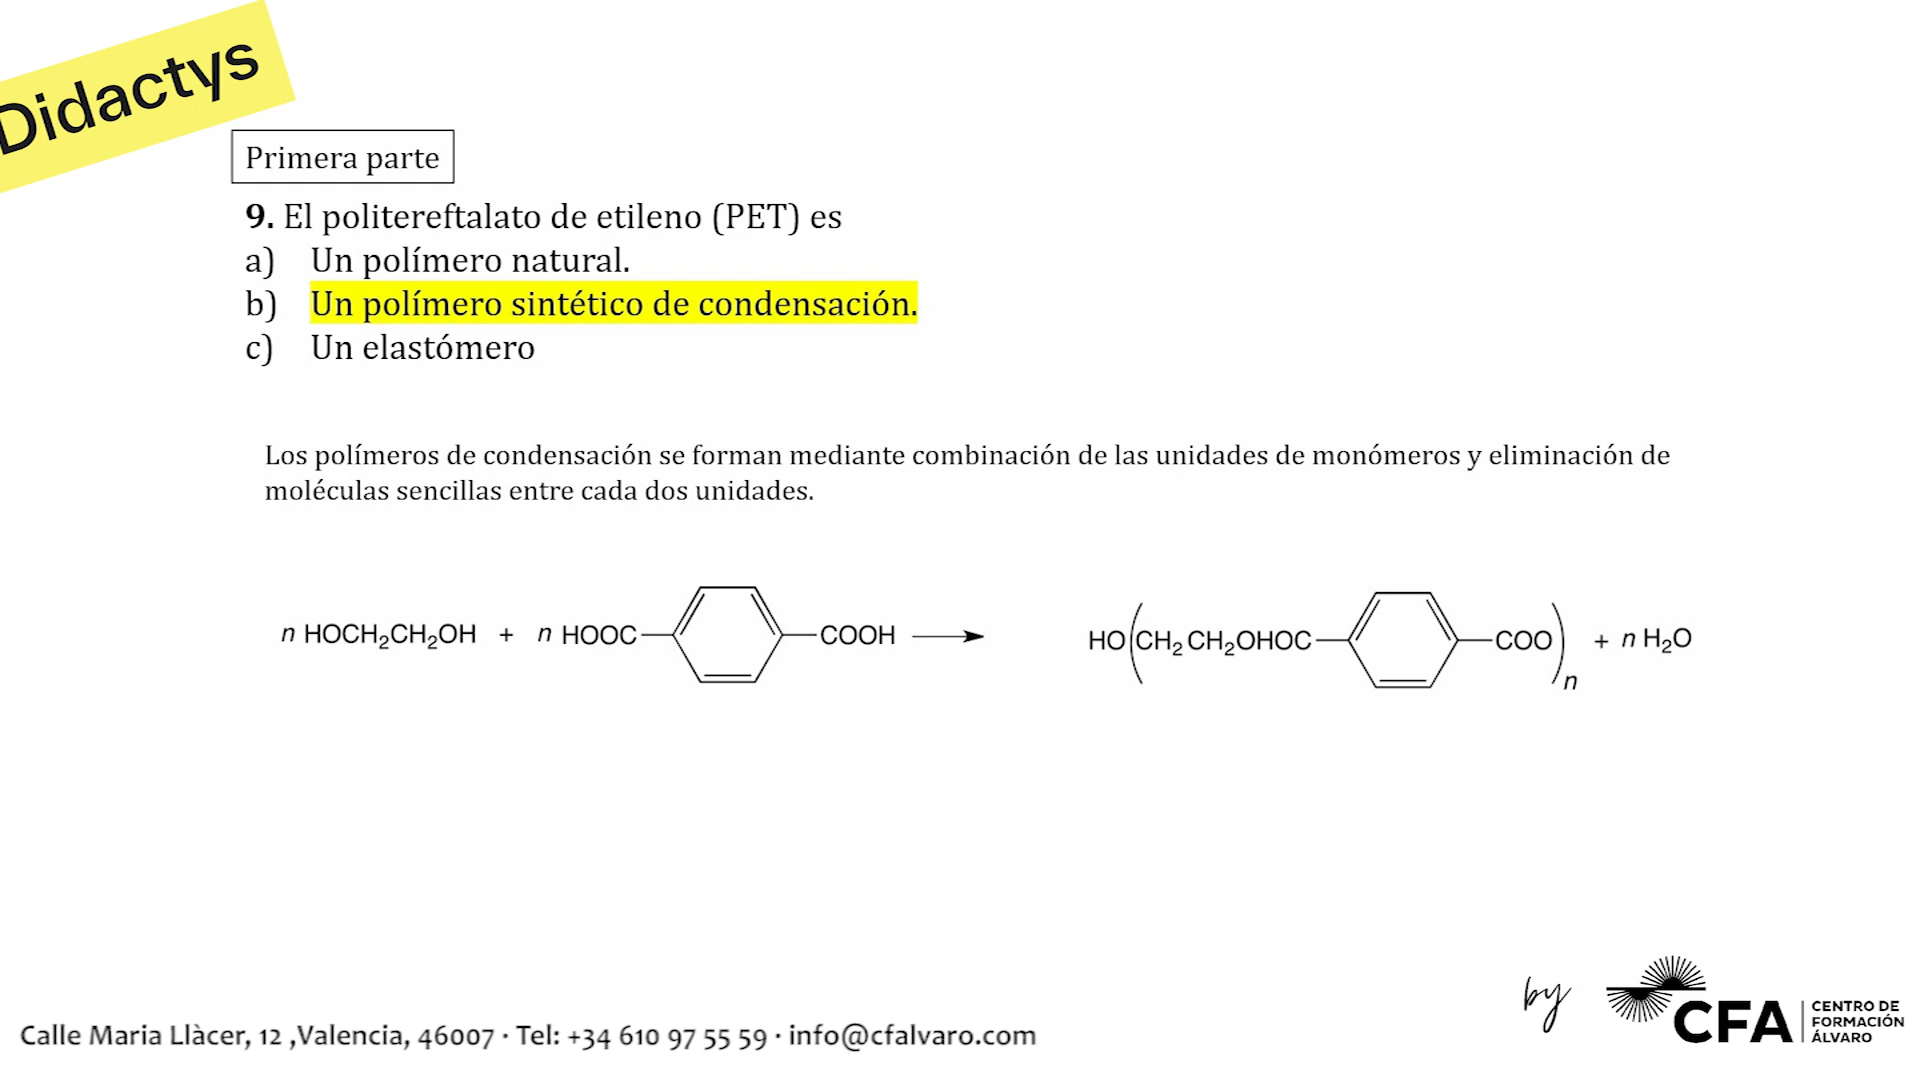 Didactys
Primera parte
9. El politereftalato de etileno (PET) es
a) Un polímero natural.
b) Un polímero sintético de condensación.
c) Un elastómero
Los polímeros de condensación se forman mediante combinación de las unidades de monómeros y eliminación de
moléculas sencillas entre cada dos unidades.
n HOCH₂CH₂OH + n HOOC COOH HO(CH₂CH₂OHOC COO)n + n H₂O
by
CFA
CENTRO DE
FORMACIÓN
ÁLVARO
Calle Maria Llàcer, 12 ,Valencia, 46007 · Tel: +34 610 97 55 59 · info@cfalvaro.com